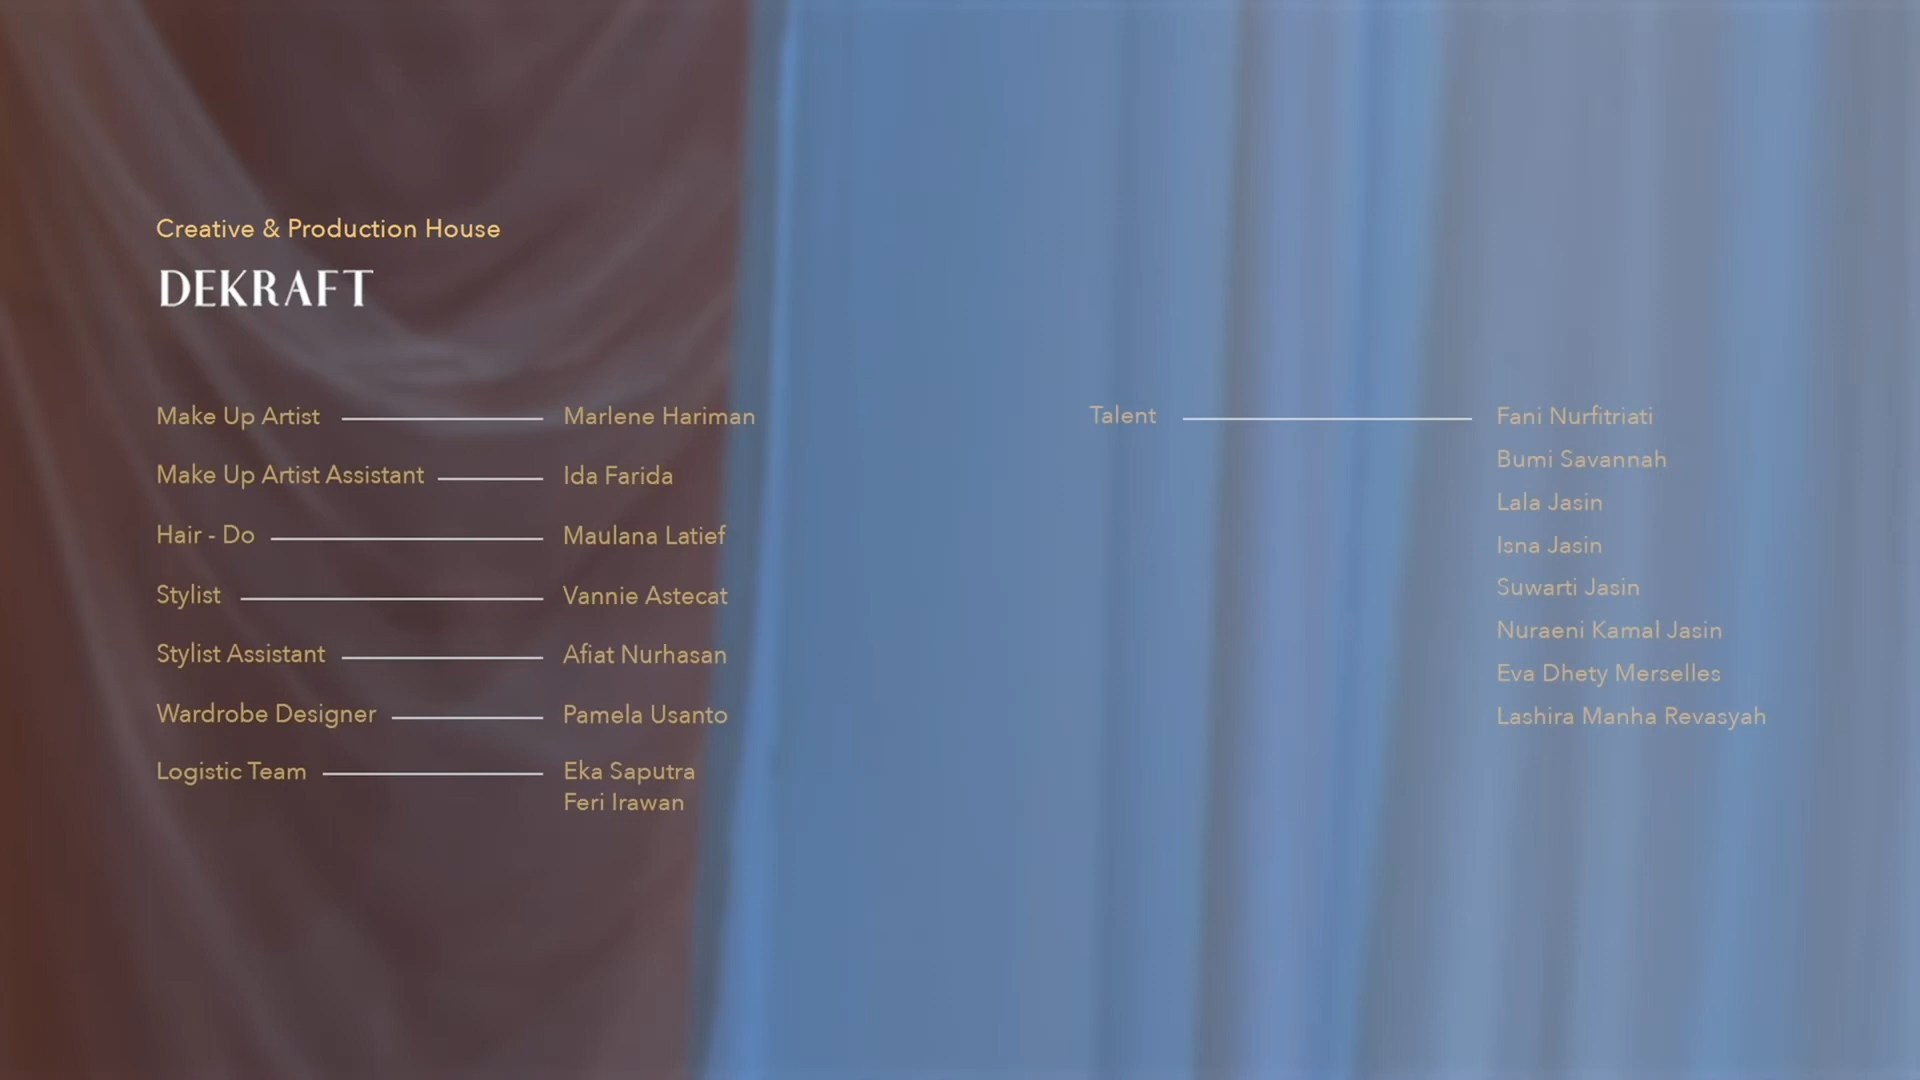 Creative & Production House
DEKRAFT
Make Up Artist Marlene Hariman
Make Up Artist Assistant Ida Farida
Hair - Do Maulana Latief
Stylist Vannie Astecat
Stylist Assistant Afiat Nurhasan
Wardrobe Designer Pamela Usanto
Logistic Team Eka Saputra
Feri Irawan
Talent Fani Nurfitriati
Bumi Savannah
Lala Jasin
Isna Jasin
Suwarti Jasin
Nuraeni Kamal Jasin
Eva Dhety Merselles
Lashira Manha Revasyah